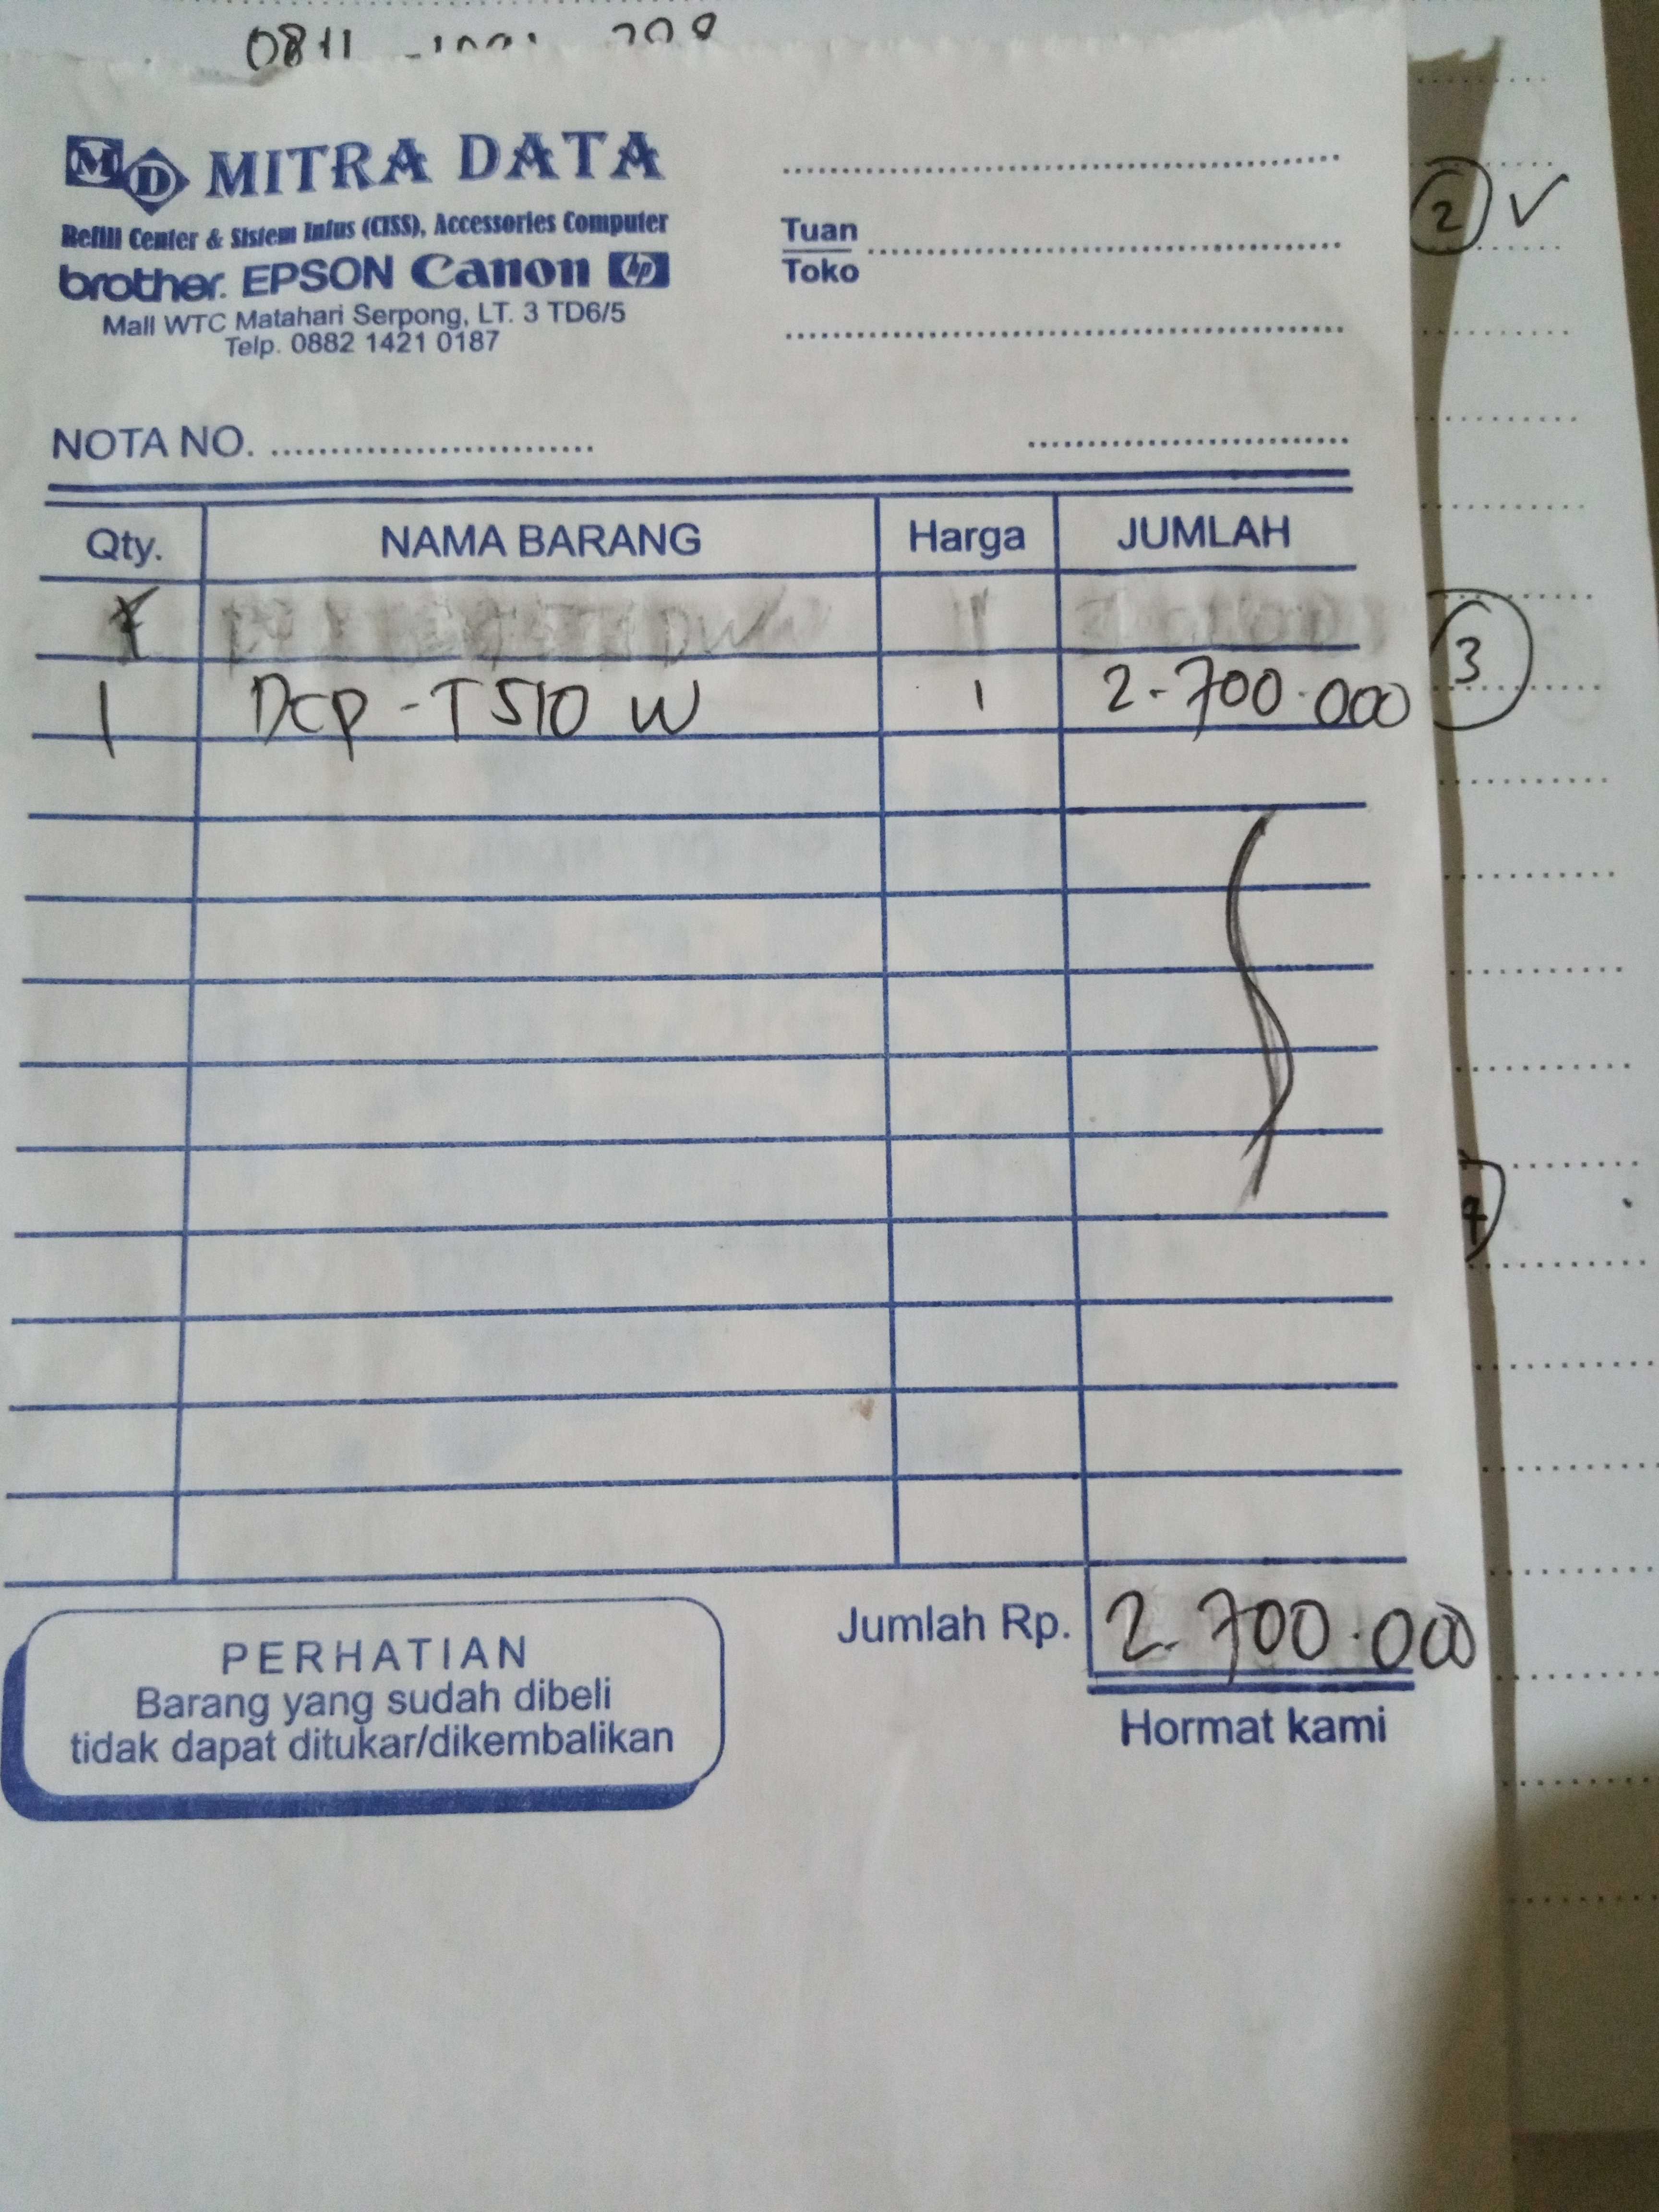 0811
MD MITRA DATA
Refill Center & Sistem Infus (CISS), Accessories Computer
brother. EPSON Canon hp
Mall WTC Matahari Serpong, LT. 3 TD6/5
Telp. 0882 1421 0187
Tuan
Toko
NOTA NO.
Qty. NAMA BARANG Harga JUMLAH
1 DCP-T510 W 1 2.700.000
Jumlah Rp. 2.700.000
Hormat kami
PERHATIAN
Barang yang sudah dibeli
tidak dapat ditukar/dikembalikan
2
3